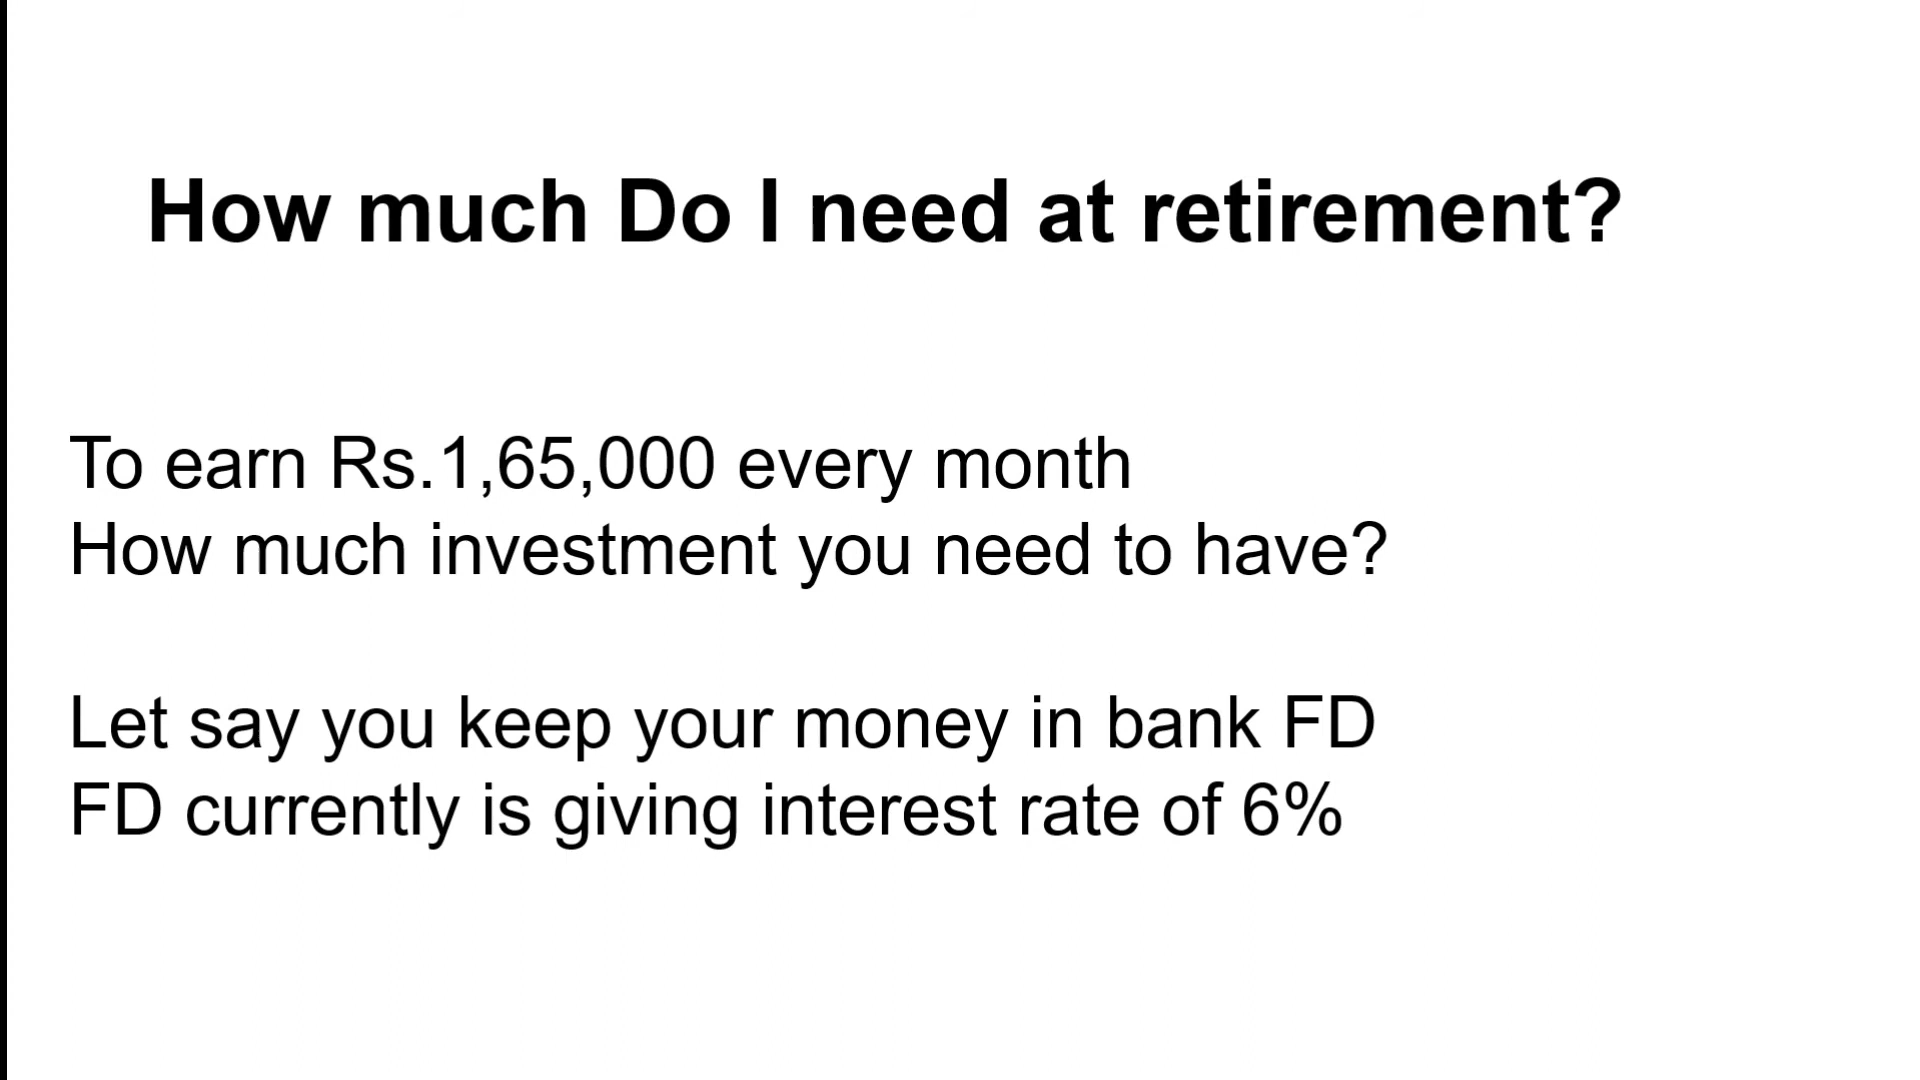 How much Do I need at retirement?
To earn Rs.1,65,000 every month
How much investment you need to have?
Let say you keep your money in bank FD
FD currently is giving interest rate of 6%